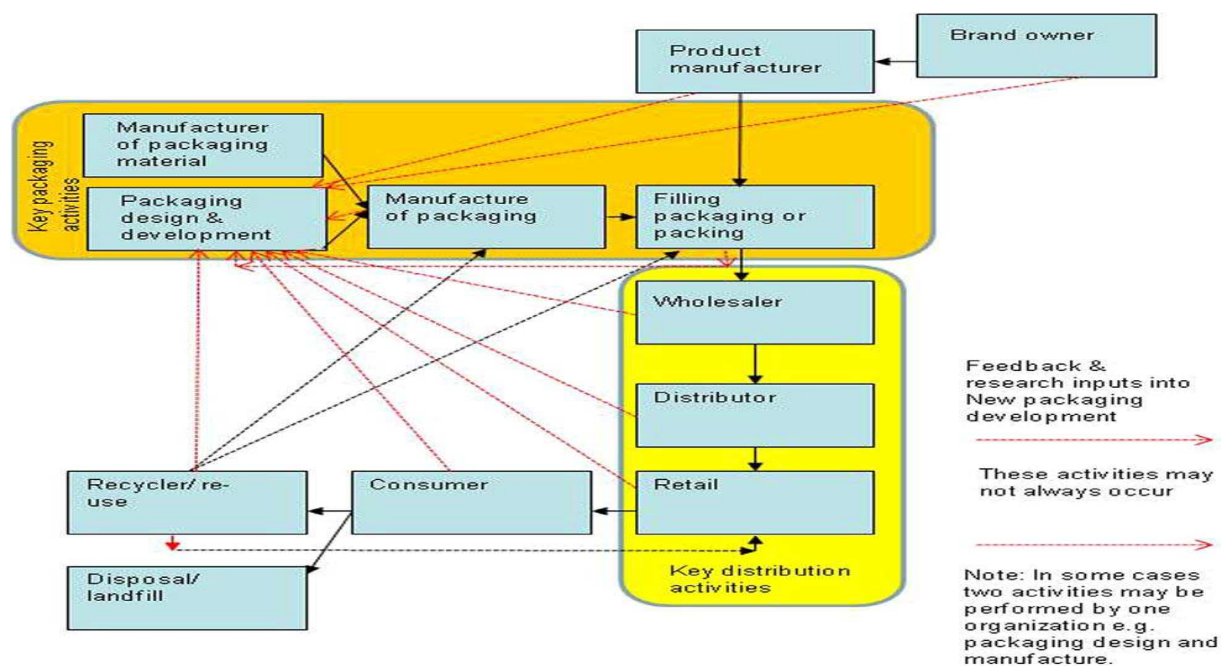 Brand owner
Product
manufacturer
Key packaging
activities
Manufacturer
of packaging
material
Packaging
design &
development
Manufacture
of packaging
Filling
packaging or
packing
Wholesaler
Distributor
Retail
Key distribution
activities
Consumer
Recycler/ re-
use
Disposal/
landfill
Feedback &
research inputs into
New packaging
development
These activities may
not always occur
Note: In some cases
two activities may be
performed by one
organization e.g.
packaging design and
manufacture.